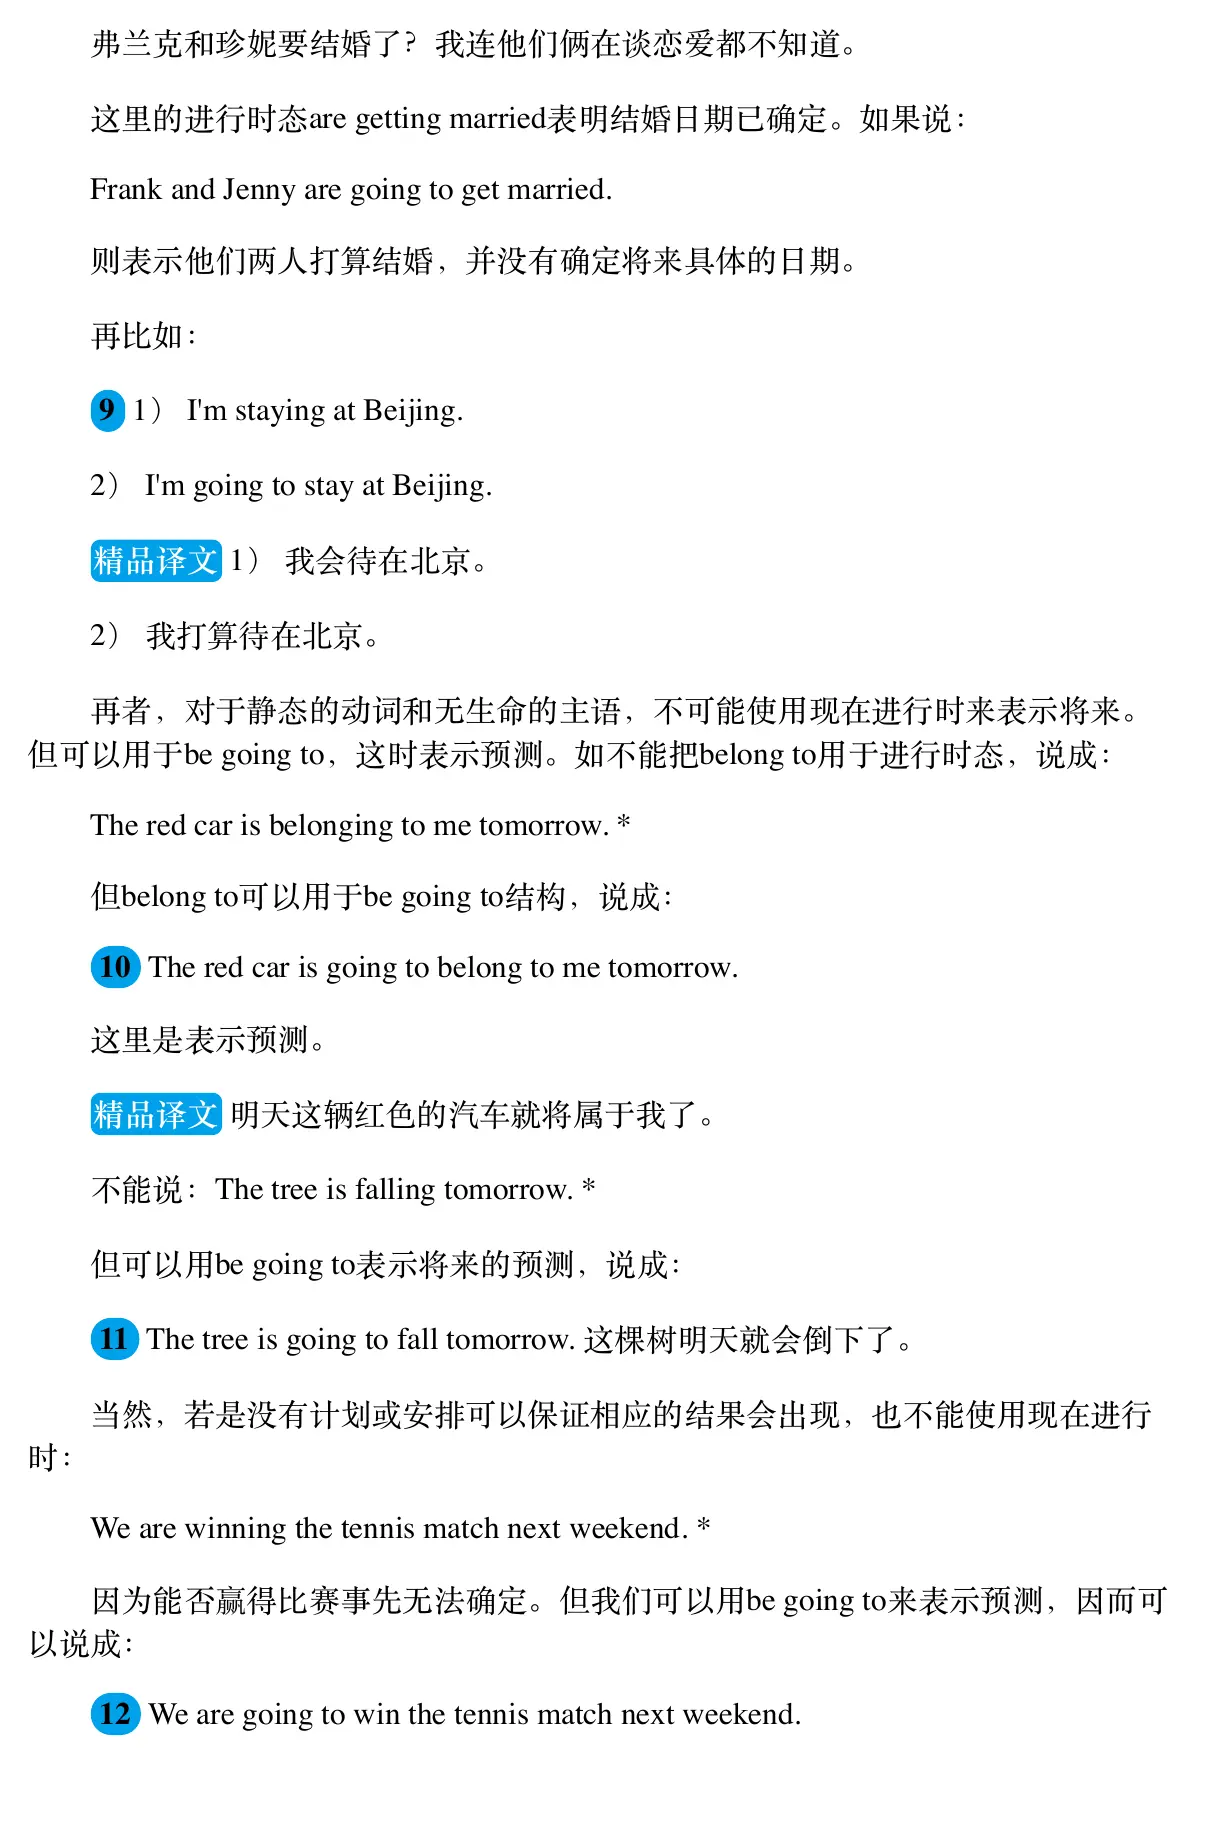 弗兰克和珍妮要结婚了？我连他们俩在谈恋爱都不知道。
这里的进行时态are getting married表明结婚日期已确定。如果说：
Frank and Jenny are going to get married.
则表示他们两人打算结婚，并没有确定将来具体的日期。
再比如：
9 1） I'm staying at Beijing.
2） I'm going to stay at Beijing.
精品译文 1） 我会待在北京。
2） 我打算待在北京。
再者，对于静态的动词和无生命的主语，不可能使用现在进行时来表示将来。
但可以用于be going to，这时表示预测。如不能把belong to用于进行时态，说成：
The red car is belonging to me tomorrow. *
但belong to可以用于be going to结构，说成：
10 The red car is going to belong to me tomorrow.
这里是表示预测。
精品译文 明天这辆红色的汽车就将属于我了。
不能说：The tree is falling tomorrow. *
但可以用be going to表示将来的预测，说成：
11 The tree is going to fall tomorrow. 这棵树明天就会倒下了。
当然，若是没有计划或安排可以保证相应的结果会出现，也不能使用现在进行
时：
We are winning the tennis match next weekend. *
因为能否赢得比赛事先无法确定。但我们可以用be going to来表示预测，因而可
以说成：
12 We are going to win the tennis match next weekend.